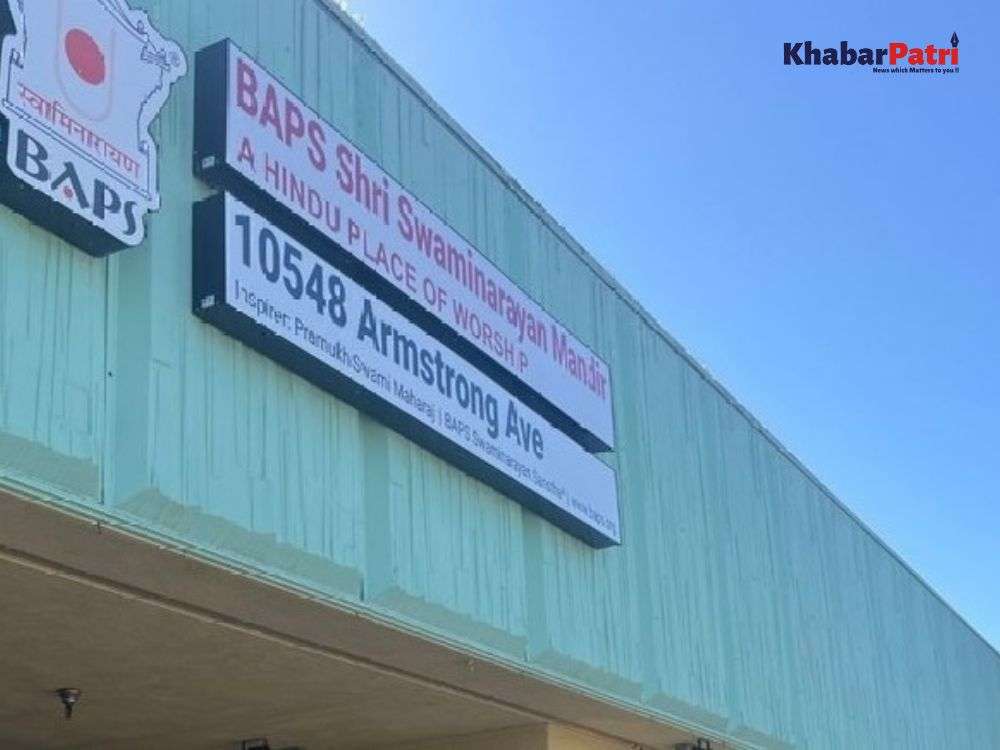 KhabarPatri
News which Matters to you !!
स्वामिनारायण
BAPS
BAPS Shri Swaminarayan Mandir
A HINDU PLACE OF WORSHIP
10548 Armstrong Ave
Inspirer: Pramukh Swami Maharaj | BAPS Swaminarayan Sanstha | www.baps.org